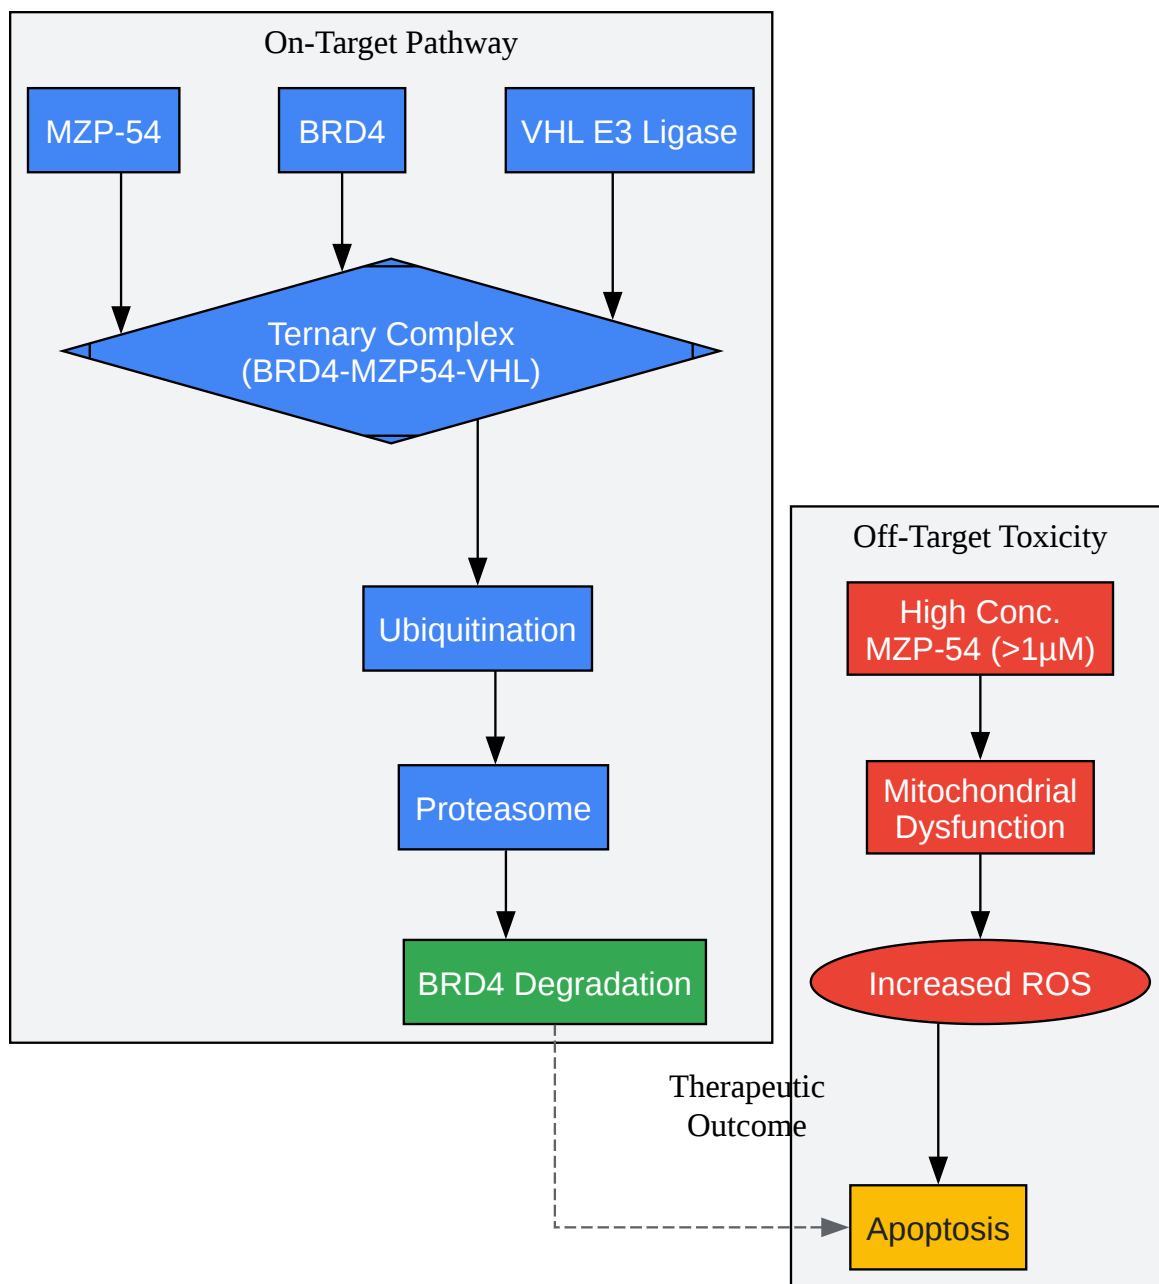 On-Target Pathway
MZP-54
BRD4
VHL E3 Ligase
Ternary Complex
(BRD4-MZP54-VHL)
Ubiquitination
Proteasome
BRD4 Degradation
Off-Target Toxicity
High Conc.
MZP-54 (>1µM)
Mitochondrial
Dysfunction
Increased ROS
Therapeutic
Outcome
Apoptosis